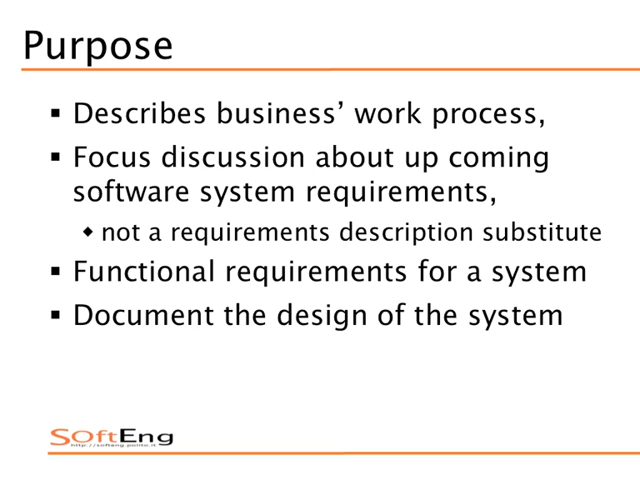 Purpose
▪ Describes business’ work process,
▪ Focus discussion about up coming
software system requirements,
◆ not a requirements description substitute
▪ Functional requirements for a system
▪ Document the design of the system
SOftEng
http://softeng.polito.it